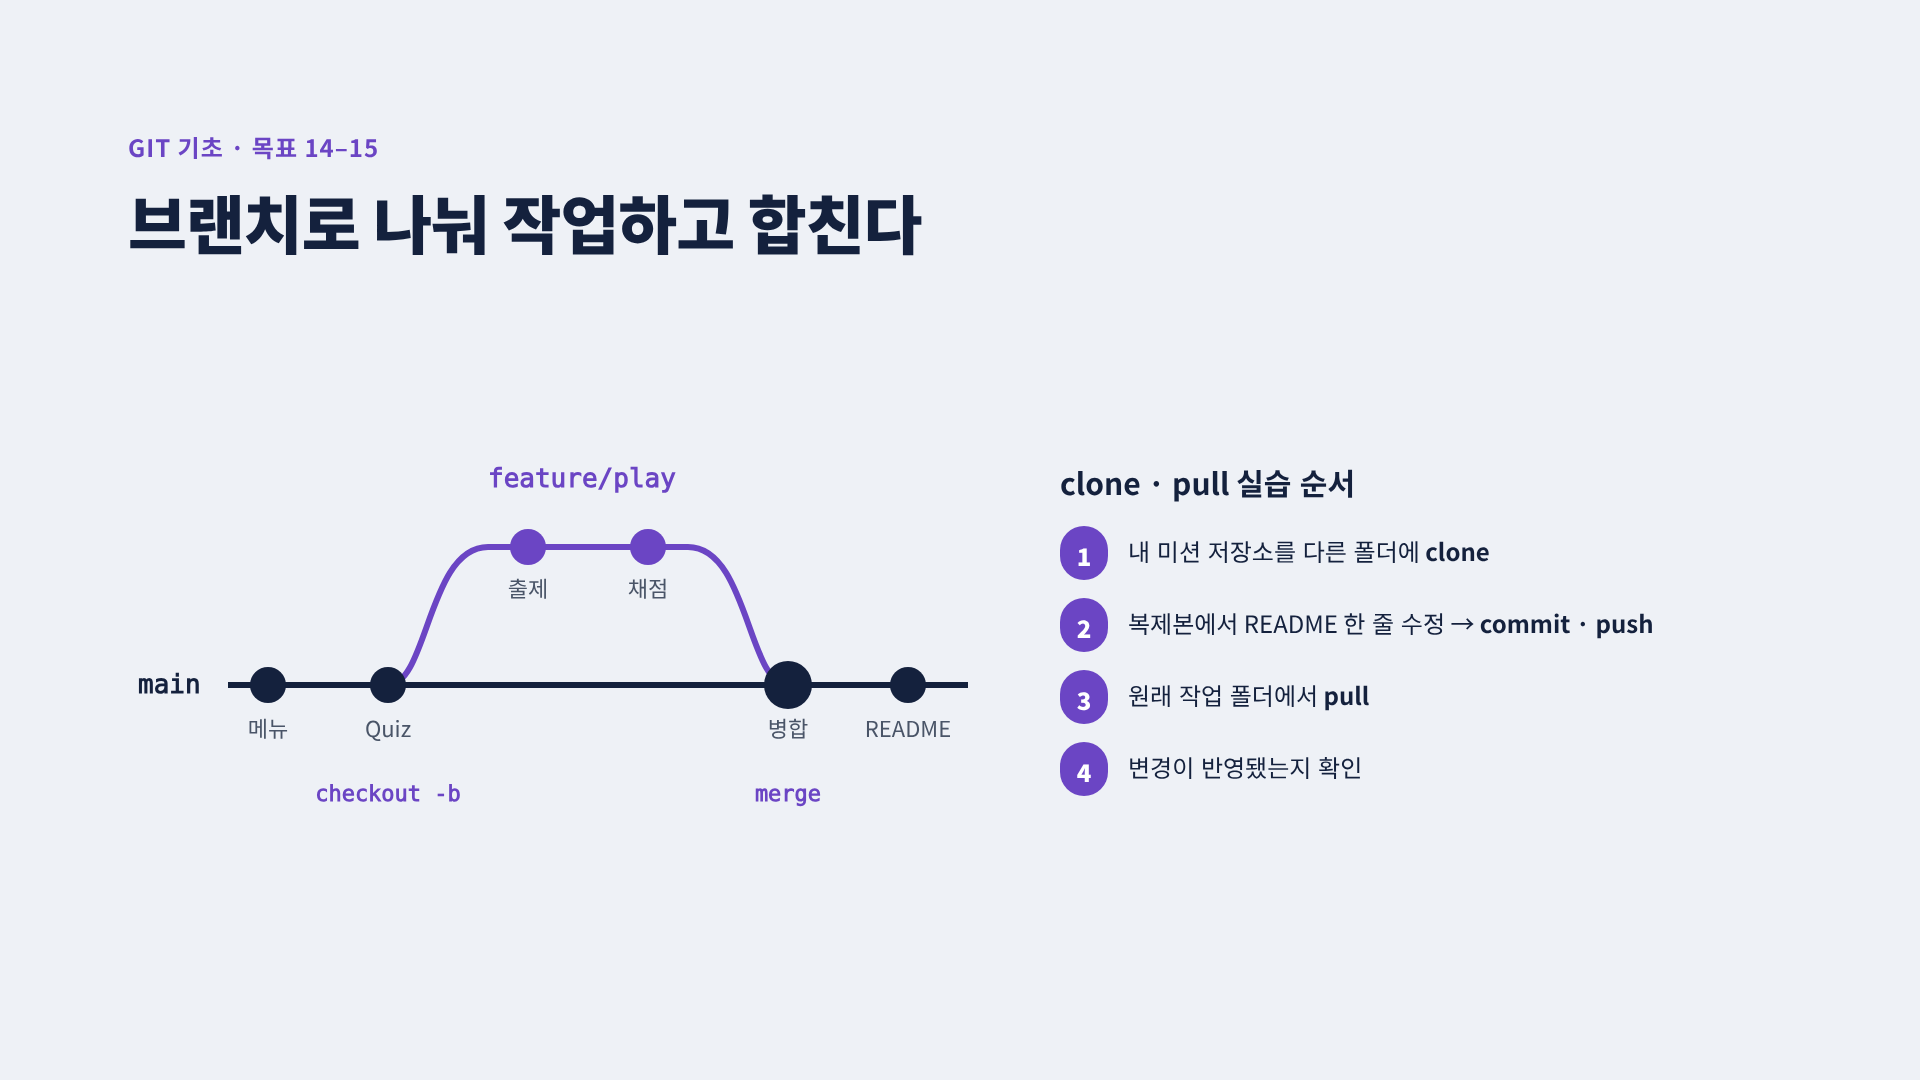 GIT 기초 · 목표 14–15
브랜치로 나눠 작업하고 합친다
feature/play
출제
채점
main
메뉴
Quiz
병합
README
checkout -b
merge
clone · pull 실습 순서
1 내 미션 저장소를 다른 폴더에 clone
2 복제본에서 README 한 줄 수정 → commit · push
3 원래 작업 폴더에서 pull
4 변경이 반영됐는지 확인